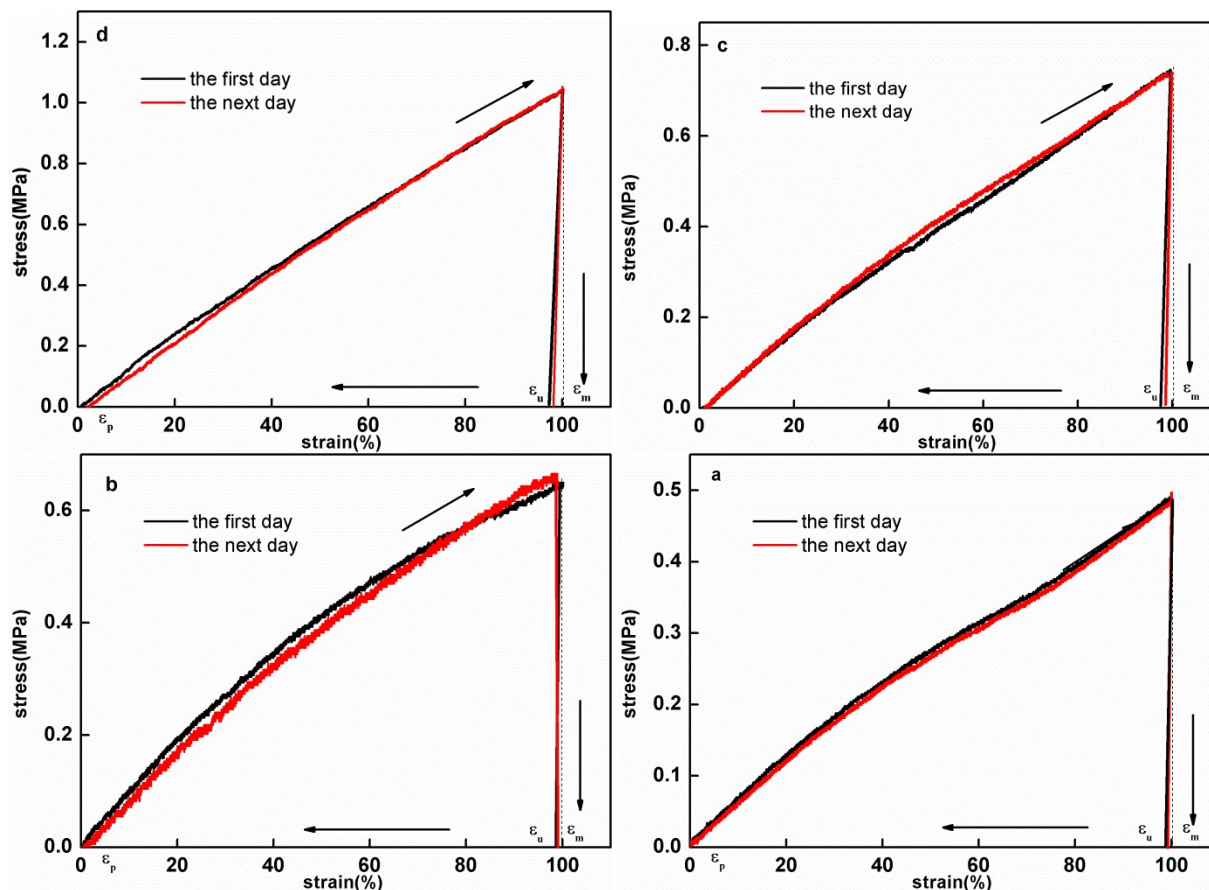 d
the first day
the next day
stress(MPa)
1.2
1.0
0.8
0.6
0.4
0.2
0.0
εu
εm
0 20 40 60 80 100
εp
strain(%)
c
the first day
the next day
stress(MPa)
0.8
0.6
0.4
0.2
0.0
εu
εm
0 20 40 60 80 100
strain(%)
b
the first day
the next day
stress(MPa)
0.6
0.4
0.2
0.0
εu
εm
0 20 40 60 80 100
εp
strain(%)
a
the first day
the next day
stress(MPa)
0.5
0.4
0.3
0.2
0.1
0.0
εu
εm
0 20 40 60 80 100
εp
strain(%)